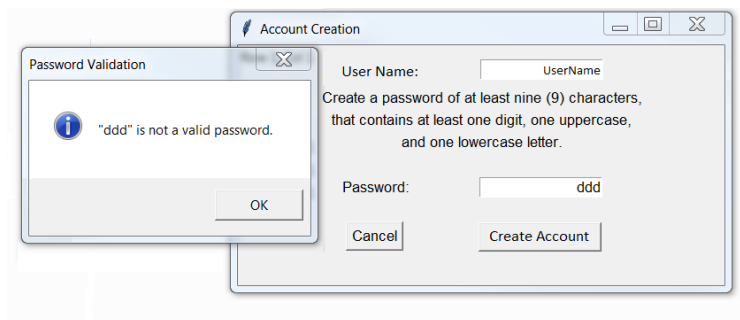 Account Creation
User Name:
UserName
Create a password of at least nine (9) characters,
that contains at least one digit, one uppercase,
and one lowercase letter.
Password:
ddd
Cancel
Create Account
Password Validation
"ddd" is not a valid password.
OK